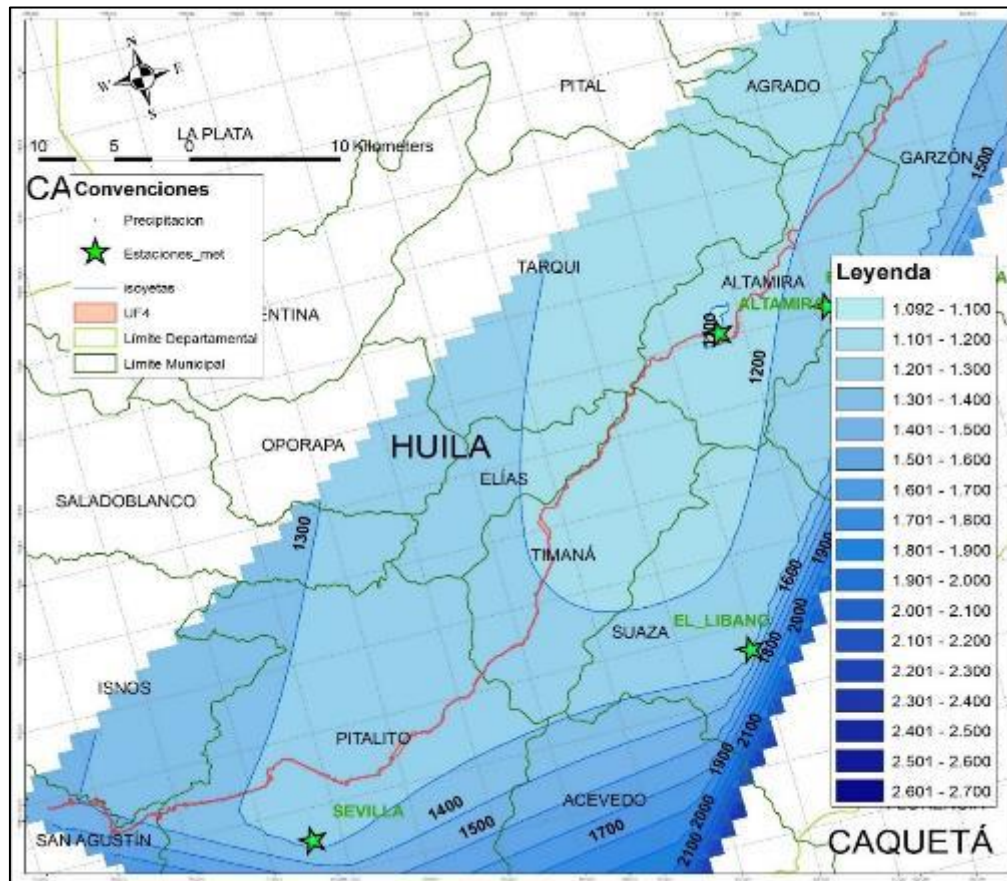 N
W E
S
PITAL
AGRADO
LA PLATA
10 5 0 10 Kilometers
GARZÓN
1500
CA
Convenciones
Precipitacion
Estaciones_met
isoyetas
UF4
Límite Departamental
Límite Municipal
ENTINA
TARQUI
ALTAMIRA
ALTAMIRA
1200
1200
Leyenda
1.092 - 1.100
1.101 - 1.200
1.201 - 1.300
1.301 - 1.400
1.401 - 1.500
1.501 - 1.600
1.601 - 1.700
1.701 - 1.800
1.801 - 1.900
1.901 - 2.000
2.001 - 2.100
2.101 - 2.200
2.201 - 2.300
2.301 - 2.400
2.401 - 2.500
2.501 - 2.600
2.601 - 2.700
OPORAPA
HUILA
ELÍAS
SALADOBLANCO
1300
TIMANÁ
1900
1600
2000
SUAZA
EL_LIBANO
1800
ISNOS
PITALITO
2100
1900
SEVILLA
1400
ACEVEDO
1500
1700
2000
2100
SAN AGUSTÍN
CAQUETÁ